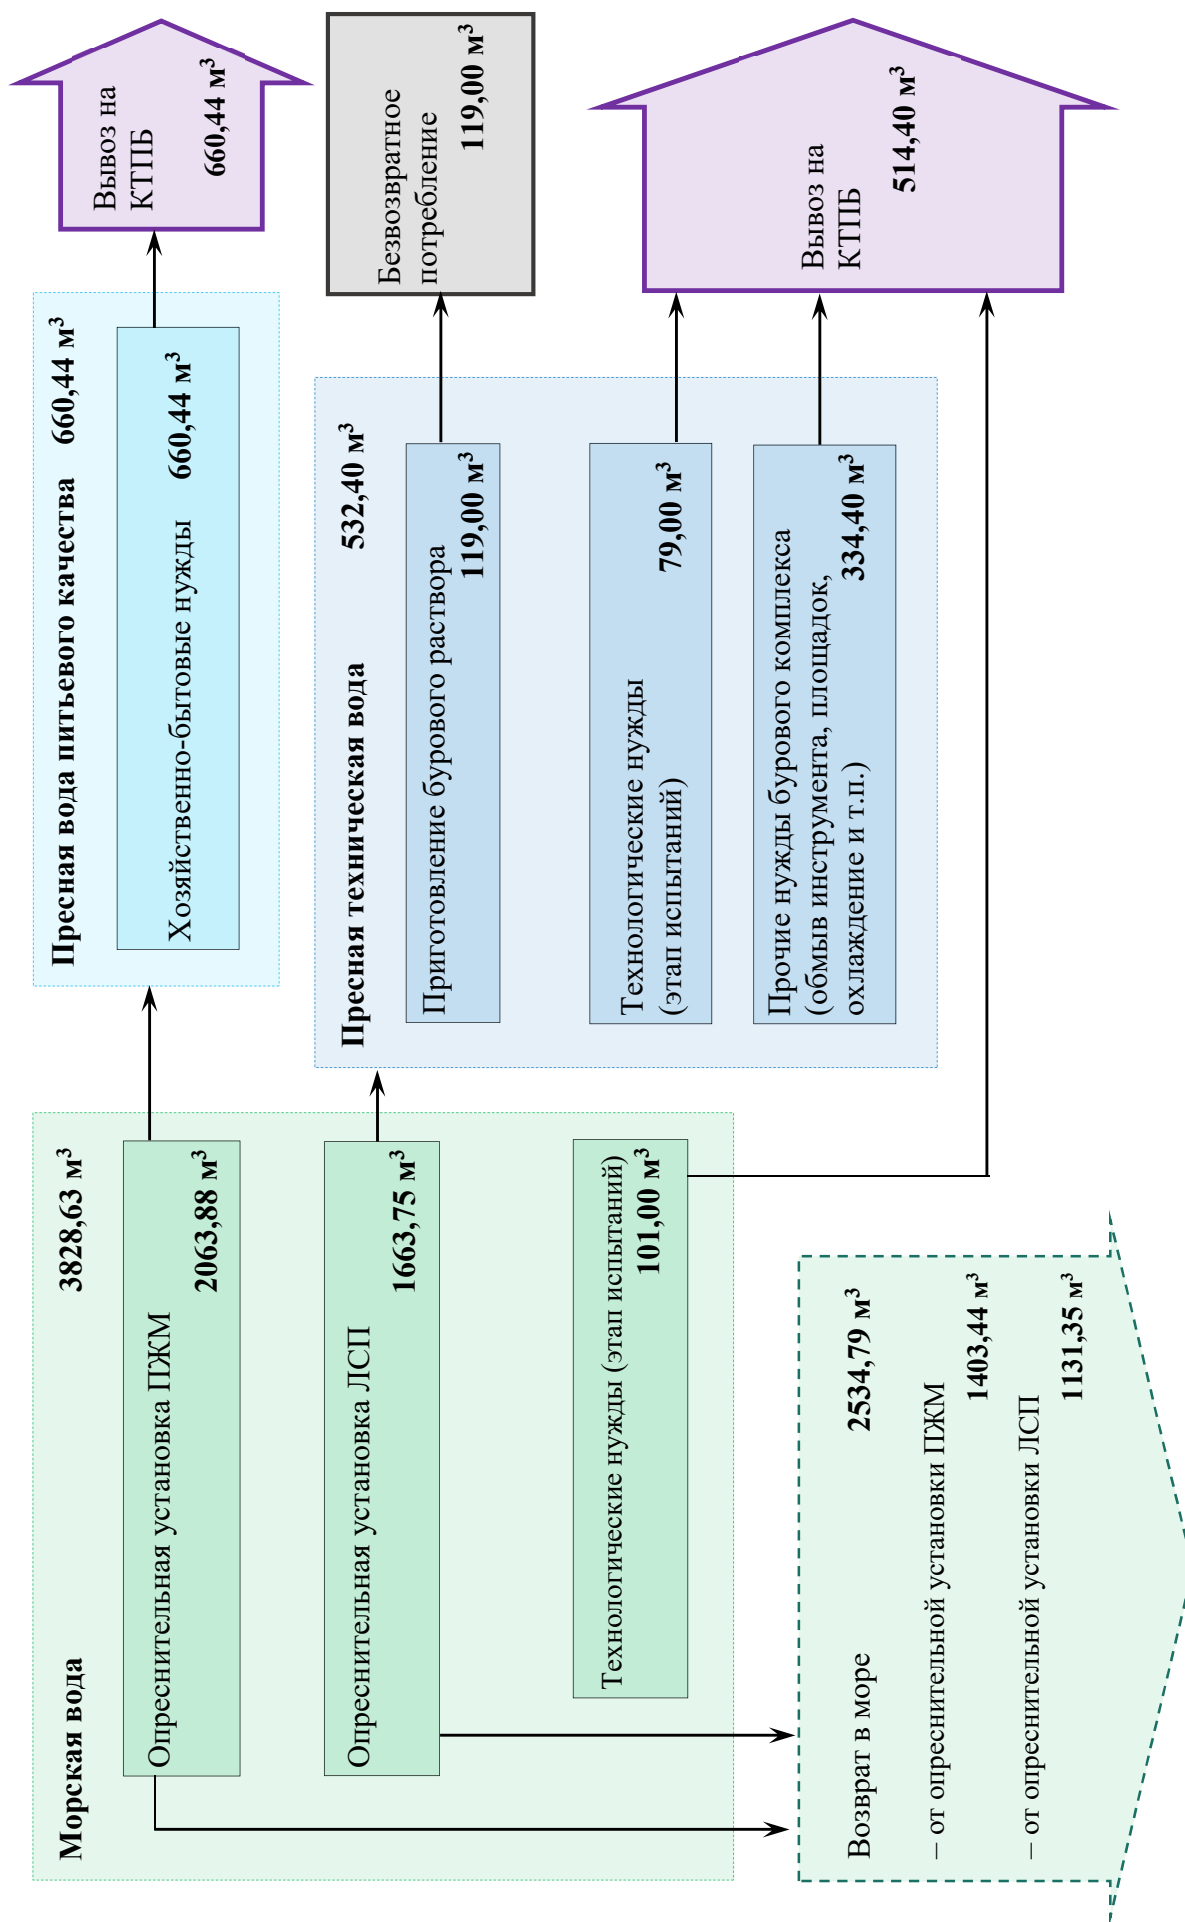 Морская вода 3828,63 м³
Опреснительная установка ПЖМ
2063,88 м³
Опреснительная установка ЛСП
1663,75 м³
Технологические нужды (этап испытаний)
101,00 м³
Возврат в море 2534,79 м³
– от опреснительной установки ПЖМ
1403,44 м³
– от опреснительной установки ЛСП
1131,35 м³
Пресная вода питьевого качества 660,44 м³
Хозяйственно-бытовые нужды 660,44 м³
Пресная техническая вода 532,40 м³
Приготовление бурового раствора
119,00 м³
Технологические нужды
(этап испытаний) 79,00 м³
Прочие нужды бурового комплекса
(обмыв инструмента, площадок,
охлаждение и т.п.) 334,40 м³
Вывоз на
КТПБ
660,44 м³
Безвозвратное
потребление
119,00 м³
Вывоз на
КТПБ
514,40 м³